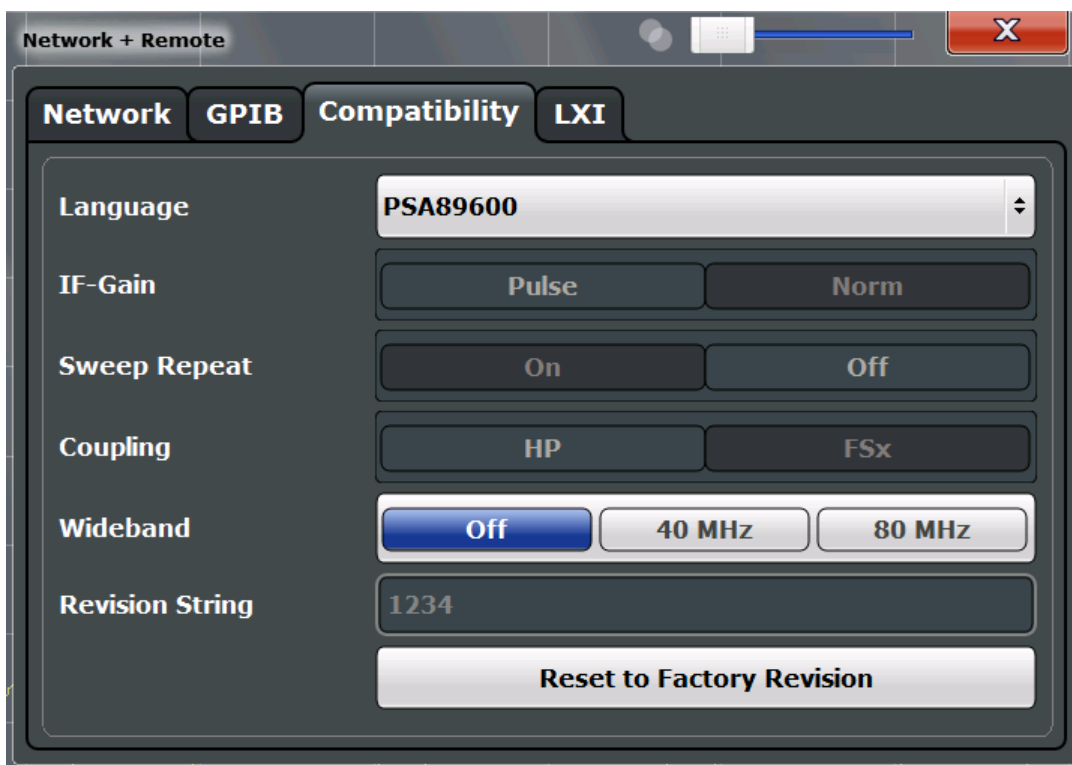 Network + Remote
X
Network GPIB Compatibility LXI
Language PSA89600
IF-Gain Pulse Norm
Sweep Repeat On Off
Coupling HP FSx
Wideband Off 40 MHz 80 MHz
Revision String 1234
Reset to Factory Revision